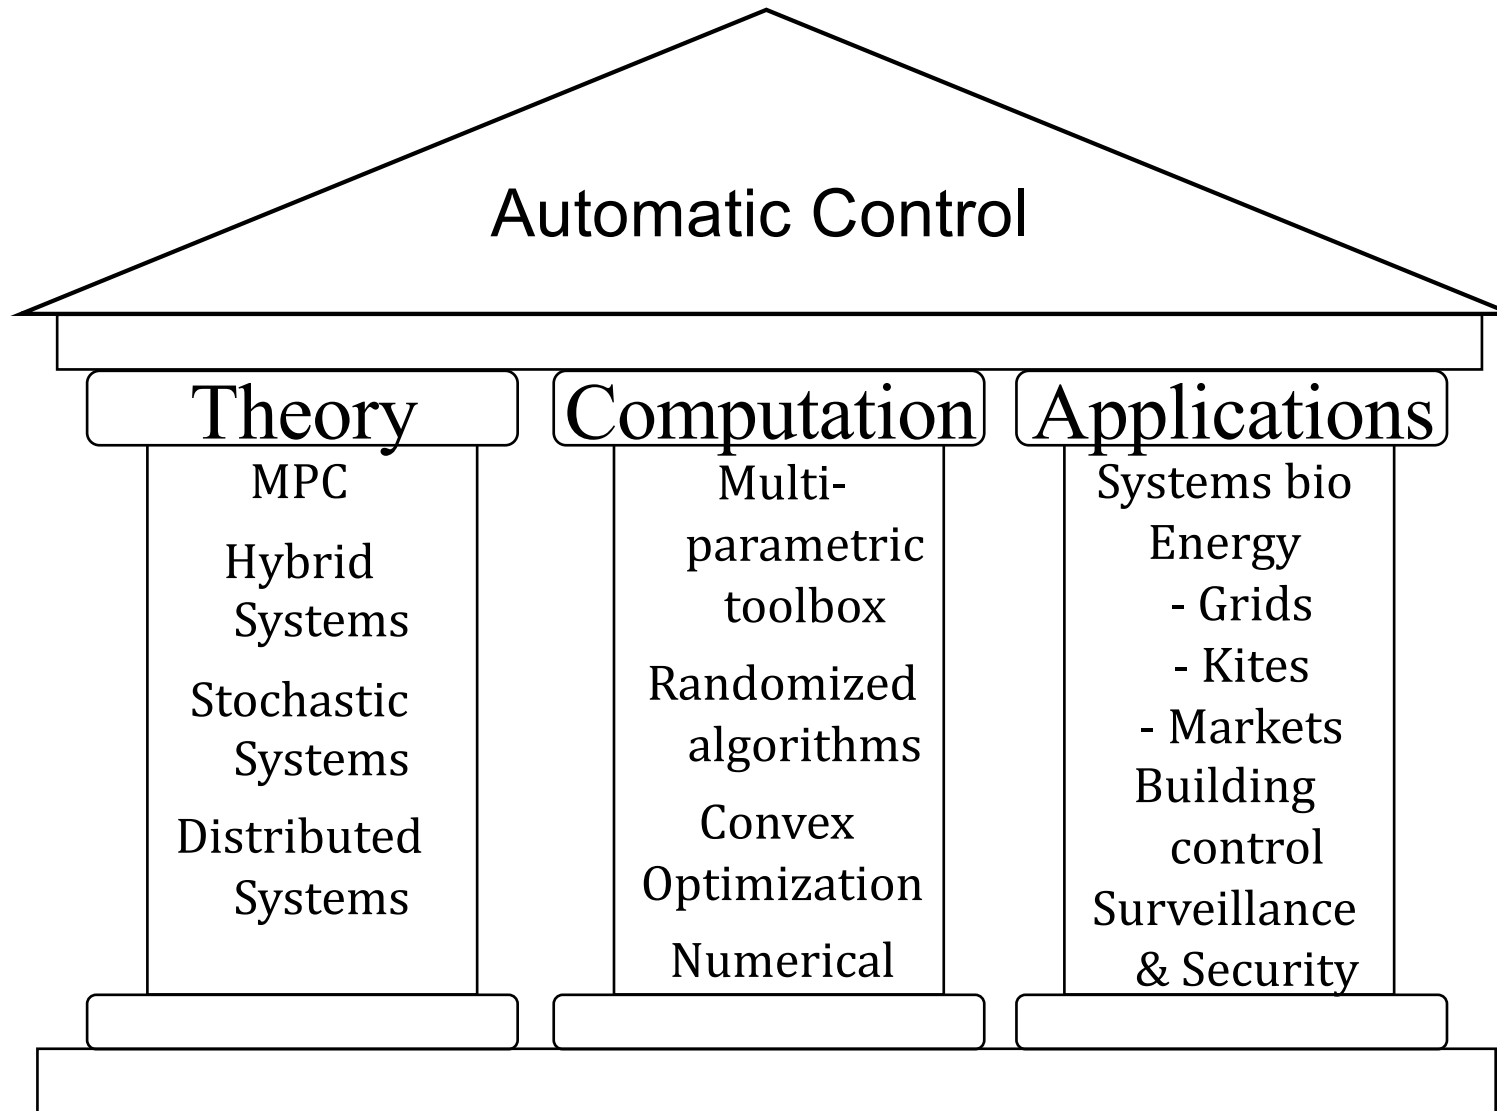 Automatic Control
Theory
MPC
Hybrid
Systems
Stochastic
Systems
Distributed
Systems
Computation
Multi-
parametric
toolbox
Randomized
algorithms
Convex
Optimization
Numerical
Applications
Systems bio
Energy
- Grids
- Kites
- Markets
Building
control
Surveillance
& Security